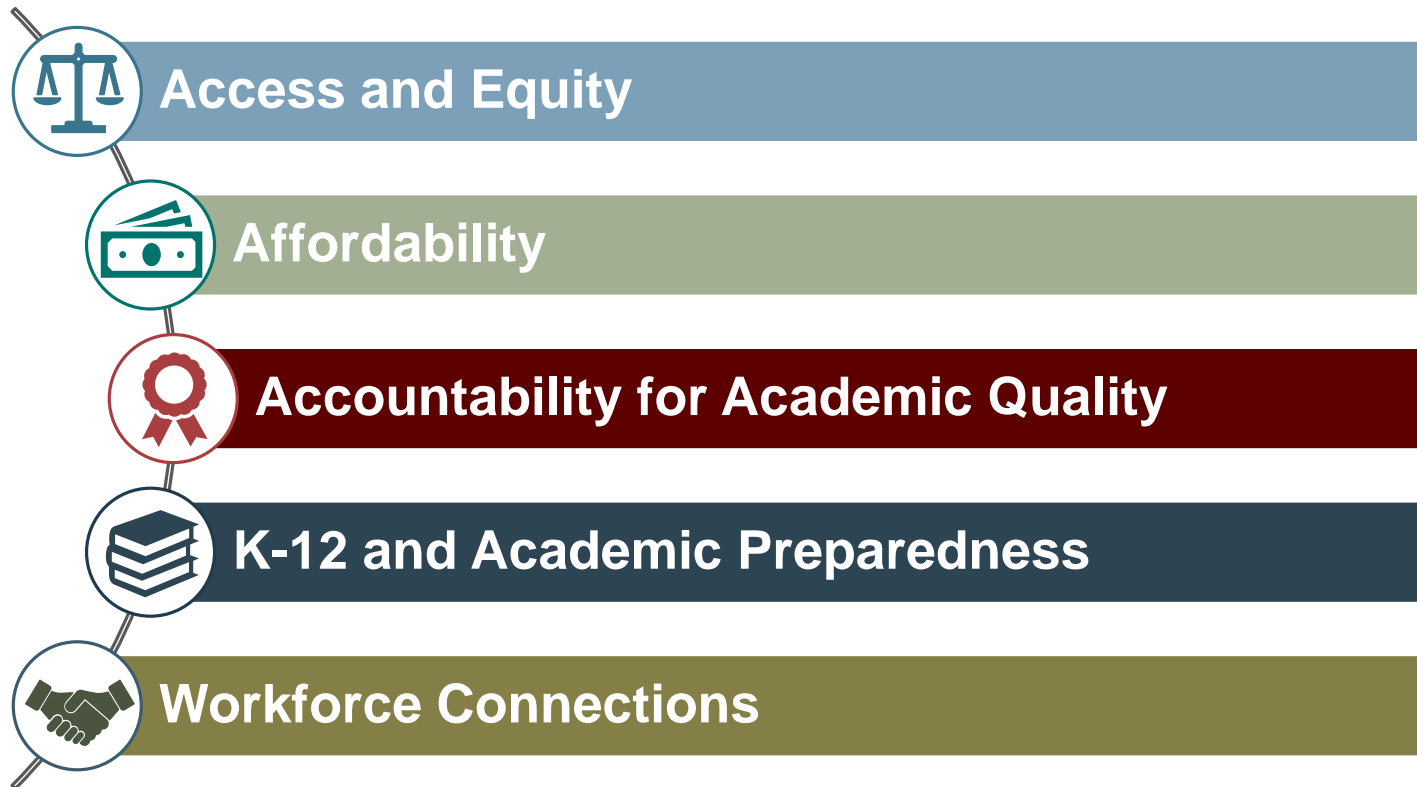 Access and Equity
Affordability
Accountability for Academic Quality
K-12 and Academic Preparedness
Workforce Connections